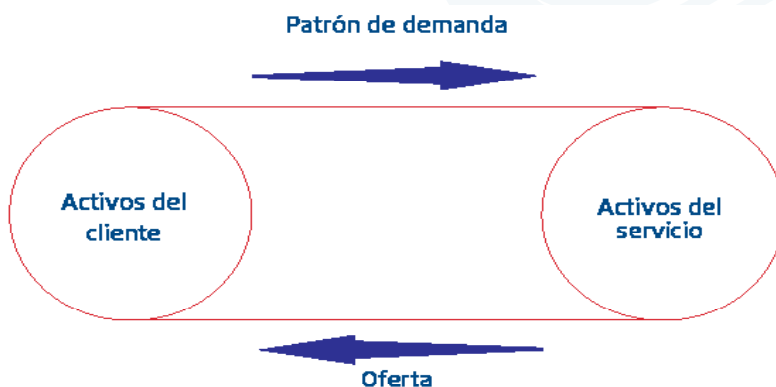 Patrón de demanda
Activos del
cliente
Activos del
servicio
Oferta